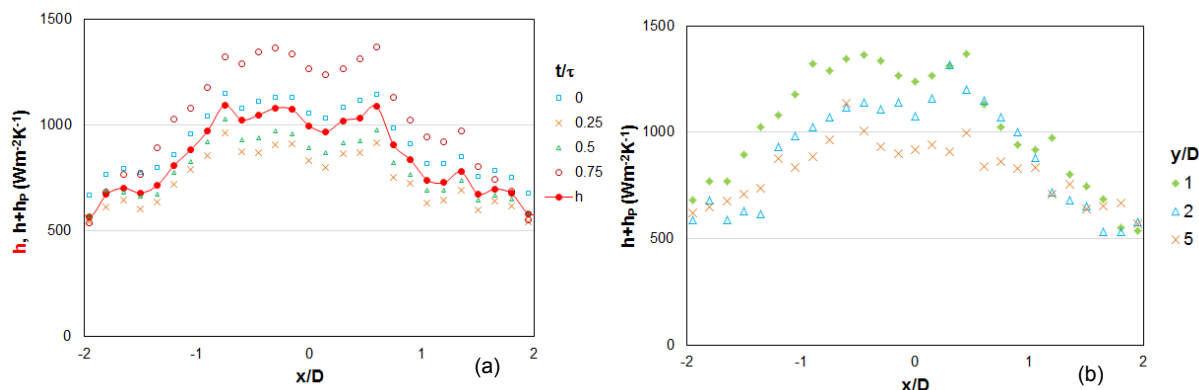 1500
1000
500
0
h, h+hP (Wm-2K-1)
-2 -1 0 1 2
x/D
(a)
t/τ
0
0.25
0.5
0.75
h
1500
1000
500
0
h+hP (Wm-2K-1)
-2 -1 0 1 2
x/D
(b)
y/D
1
2
5